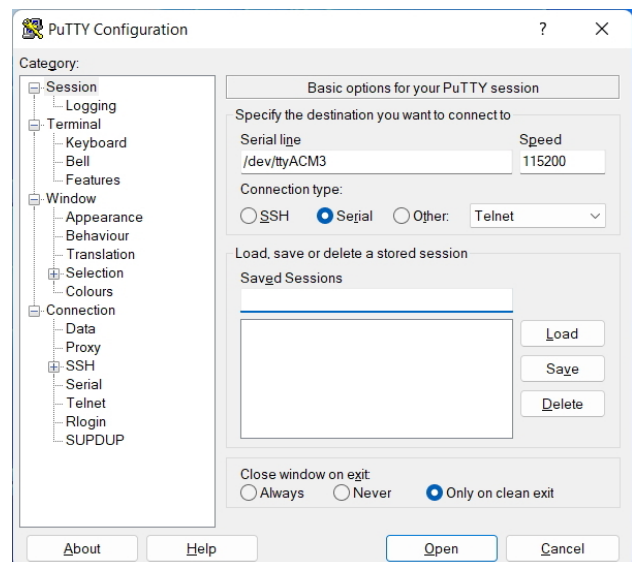 PuTTY Configuration
?
Category:
Session
Logging
Terminal
Keyboard
Bell
Features
Window
Appearance
Behaviour
Translation
Selection
Colours
Connection
Data
Proxy
SSH
Serial
Telnet
Rlogin
SUPDUP
Basic options for your PuTTY session
Specify the destination you want to connect to
Serial line Speed
/dev/ttyACM3 115200
Connection type:
SSH Serial Other: Telnet
Load, save or delete a stored session
Saved Sessions
Load
Save
Delete
Close window on exit:
Always Never Only on clean exit
About Help Open Cancel